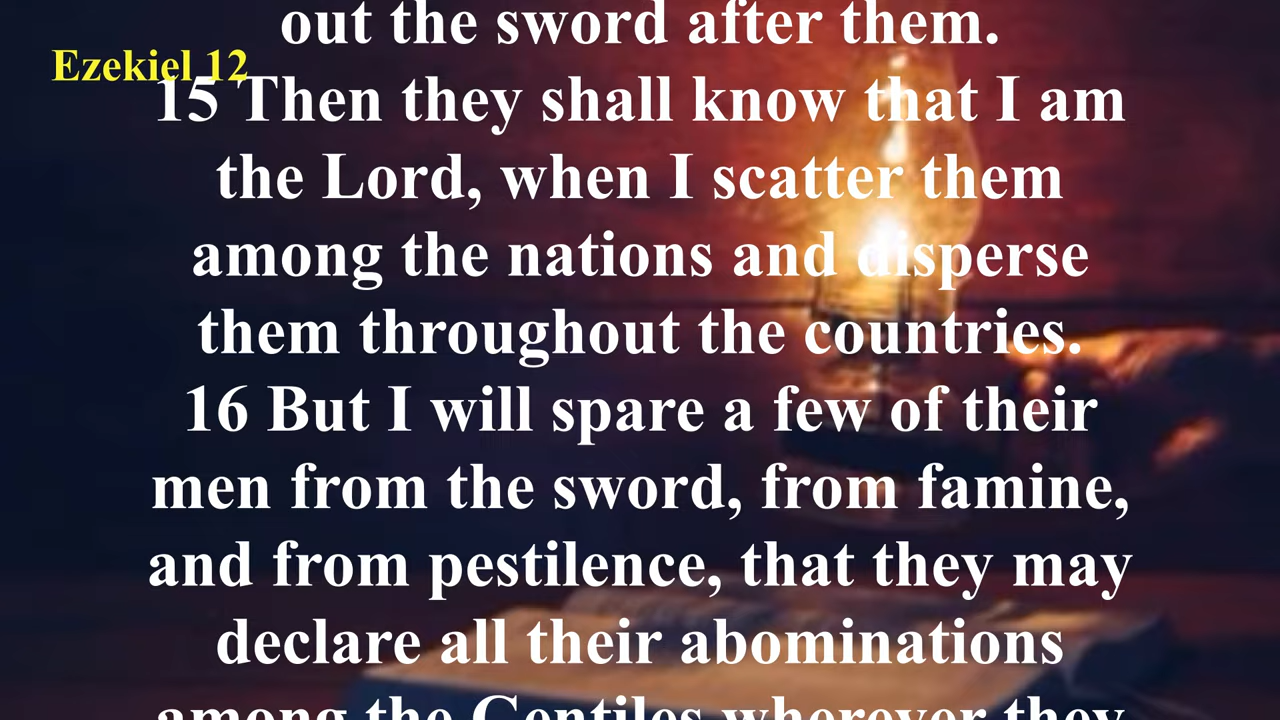 out the sword after them.
Ezekiel 12
15 Then they shall know that I am
the Lord, when I scatter them
among the nations and disperse
them throughout the countries.
16 But I will spare a few of their
men from the sword, from famine,
and from pestilence, that they may
declare all their abominations
among the Gentiles wherever they